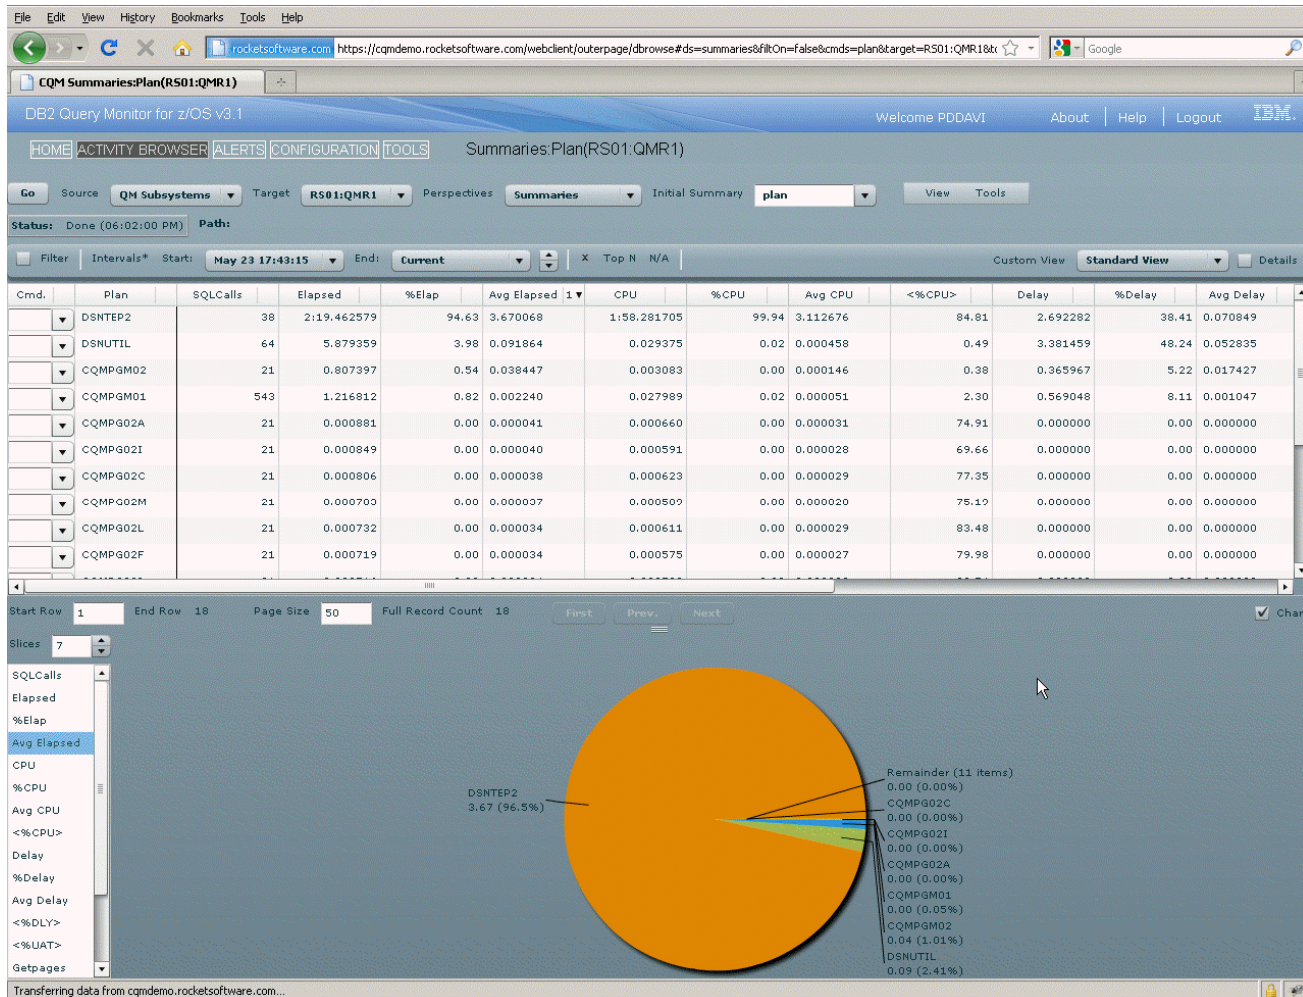 File Edit View History Bookmarks Tools Help
rocketsoftware.com https://cqmdemo.rocketsoftware.com/webclient/outerpage/dbrowse#ds=summaries&filtOn=false&cmds=plan&target=RS01:QMR1&t Google
CQM Summaries:Plan(RS01:QMR1)
DB2 Query Monitor for z/OS v3.1 Welcome PDDAVI About Help Logout IBM.
HOME ACTIVITY BROWSER ALERTS CONFIGURATION TOOLS Summaries:Plan(RS01:QMR1)
Go Source QM Subsystems Target RS01:QMR1 Perspectives Summaries Initial Summary plan View Tools
Status: Done (06:02:00 PM) Path:
Filter Intervals* Start: May 23 17:43:15 End: Current X Top N N/A Custom View Standard View Details
Cmd. Plan SQLCalls Elapsed %Elap Avg Elapsed 1▼ CPU %CPU Avg CPU <%CPU> Delay %Delay Avg Delay
DSNTEP2 38 2:19.462579 94.63 3.670068 1:58.281705 99.94 3.112676 84.81 2.692282 38.41 0.070849
DSNUTIL 64 5.879359 3.98 0.091864 0.029375 0.02 0.000458 0.49 3.381459 48.24 0.052835
CQMPGM02 21 0.807397 0.54 0.038447 0.003083 0.00 0.000146 0.38 0.365967 5.22 0.017427
CQMPGM01 543 1.216812 0.82 0.002240 0.027989 0.02 0.000051 2.30 0.569048 8.11 0.001047
CQMPG02A 21 0.000881 0.00 0.000041 0.000660 0.00 0.000031 74.91 0.000000 0.00 0.000000
CQMPG02I 21 0.000849 0.00 0.000040 0.000591 0.00 0.000028 69.66 0.000000 0.00 0.000000
CQMPG02C 21 0.000806 0.00 0.000038 0.000623 0.00 0.000029 77.35 0.000000 0.00 0.000000
CQMPG02M 21 0.00 0.00 75.19 0.000000 0.00 0.000000
CQMPG02L 21 0.000732 0.00 0.000034 0.000611 0.00 0.000029 83.48 0.000000 0.00 0.000000
CQMPG02F 21 0.000719 0.00 0.000034 0.000575 0.00 0.000027 79.98 0.000000 0.00 0.000000
Start Row 1 End Row 18 Page Size 50 Full Record Count 18 First Prev. Next Char
Slices 7
SQLCalls
Elapsed
%Elap
Avg Elapsed
CPU
%CPU
Avg CPU
<%CPU>
Delay
%Delay
Avg Delay
<%DLY>
<%UAT>
Getpages
DSNTEP2
3.67 (96.5%)
Remainder (11 items)
0.00 (0.00%)
CQMPG02C
0.00 (0.00%)
CQMPG02I
0.00 (0.00%)
CQMPG02A
0.00 (0.00%)
CQMPGM01
0.00 (0.05%)
CQMPGM02
0.04 (1.01%)
DSNUTIL
0.09 (2.41%)
Transferring data from cqmdemo.rocketsoftware.com...